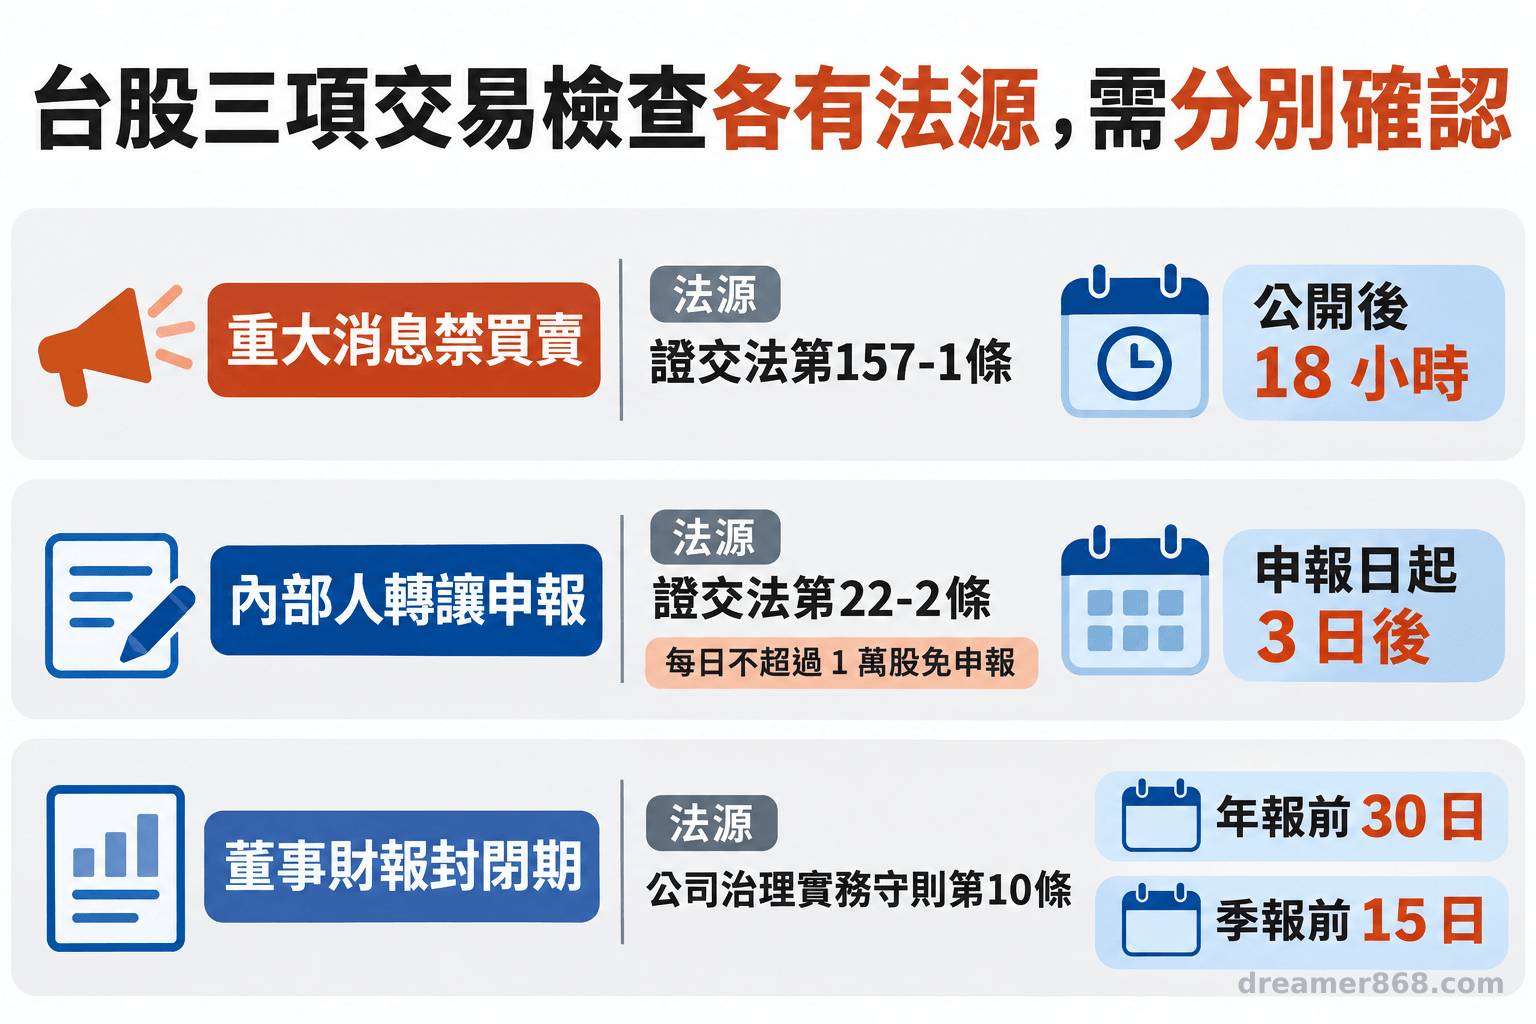 台股三項交易檢查各有法源，需分別確認
重大消息禁買賣
法源
證交法第157-1條
公開後
18 小時
內部人轉讓申報
法源
證交法第22-2條
每日不超過 1 萬股免申報
申報日起
3 日後
董事財報封閉期
法源
公司治理實務守則第10條
年報前 30 日
季報前 15 日
dreamer868.com